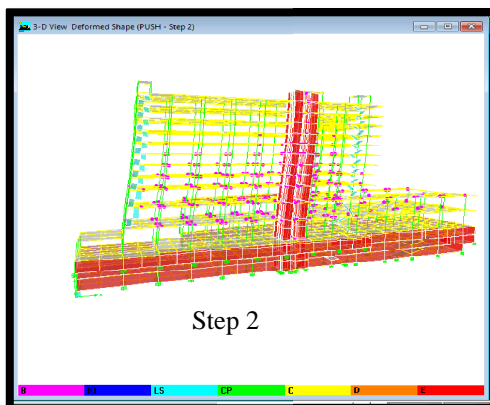 3-D View Deformed Shape (PUSH - Step 2)
Step 2
B IO LS CP C D E